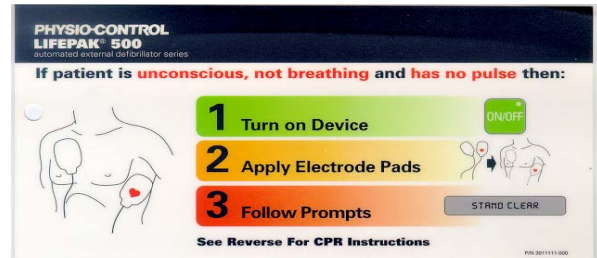 PHYSIO-CONTROL
LIFEPAK® 500
automated external defibrillator series
If patient is unconscious, not breathing and has no pulse then:
1 Turn on Device
ON/OFF
2 Apply Electrode Pads
3 Follow Prompts
STAND CLEAR
See Reverse For CPR Instructions
P/N 3011111-000